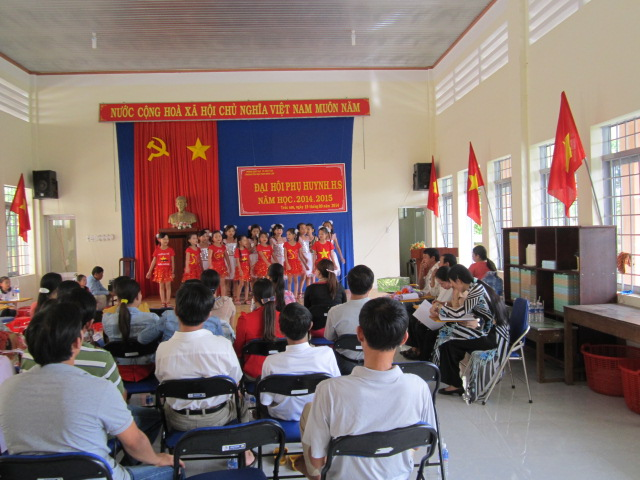 NƯỚC CỘNG HOÀ XÃ HỘI CHỦ NGHĨA VIỆT NAM MUÔN NĂM
ĐẠI HỘI PHỤ HUYNH.H.S
NĂM HỌC.2014.2015